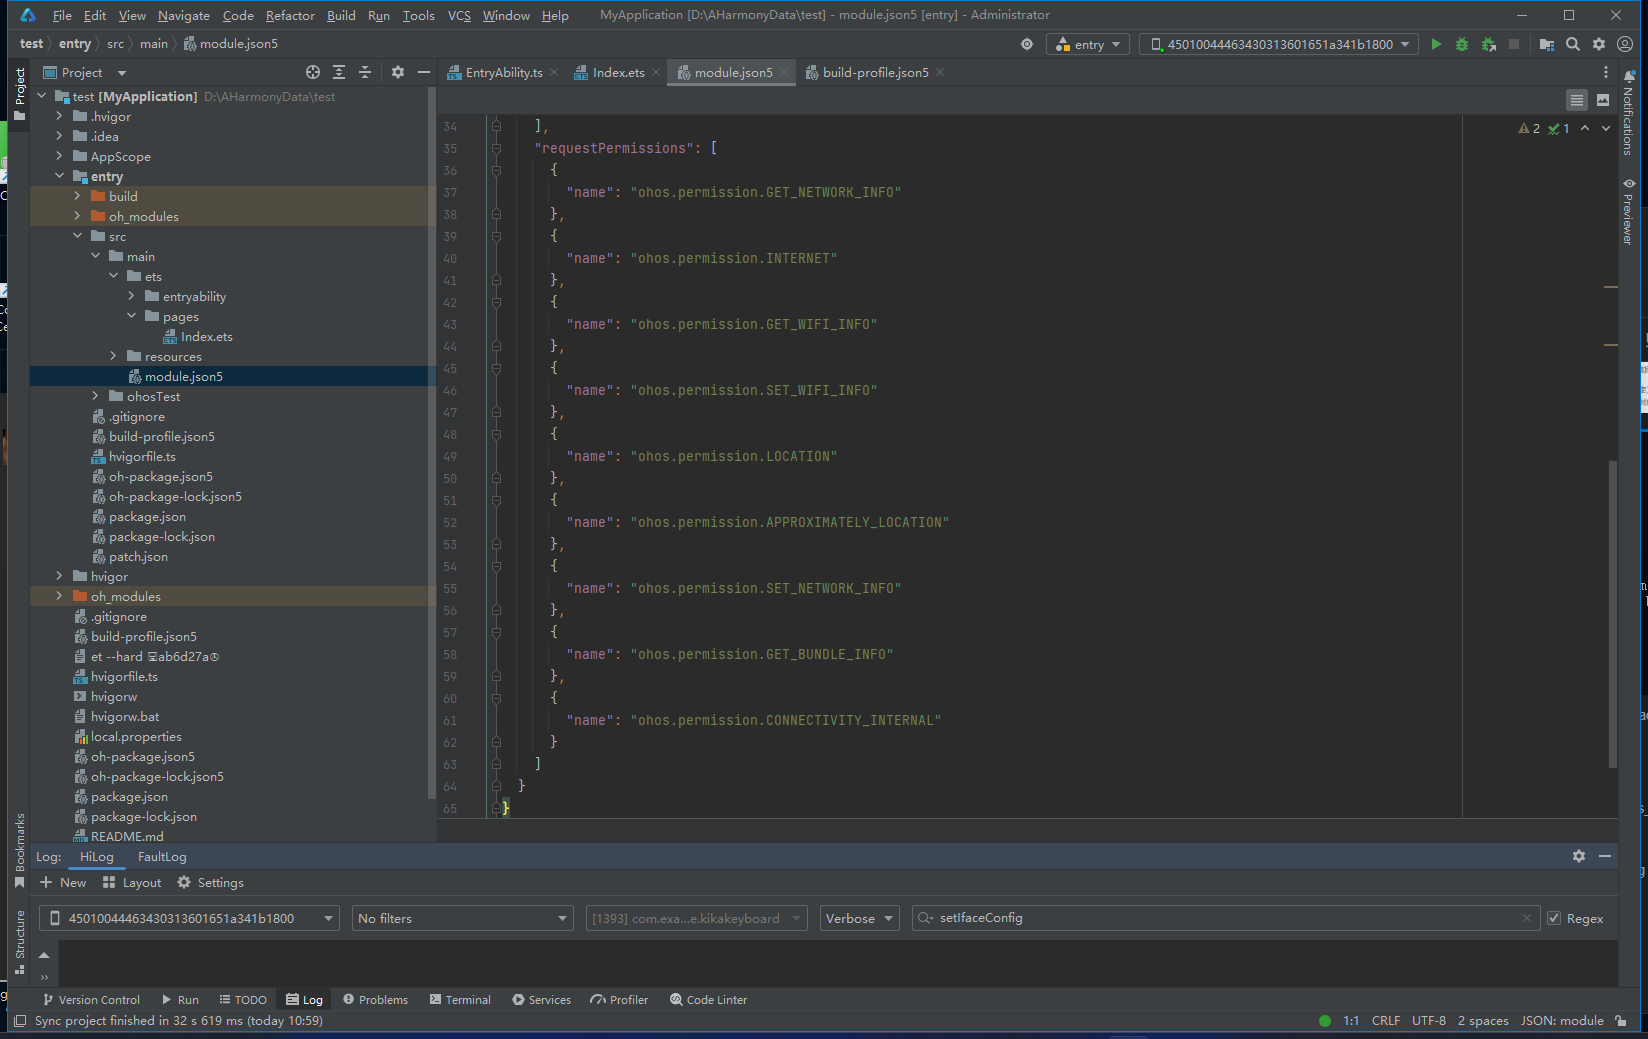 File Edit View Navigate Code Refactor Build Run Tools VCS Window Help MyApplication [D:\AHarmonyData\test] - module.json5 [entry] - Administrator
test entry src main module.json5
entry 45010044463430313601651a341b1800
Project
EntryAbility.ts Index.ets module.json5 build-profile.json5
Project
Notifications
Previewer
Bookmarks
Structure
test [MyApplication] D:\AHarmonyData\test
.hvigor
.idea
AppScope
entry
build
oh_modules
src
main
ets
entryability
pages
Index.ets
resources
module.json5
ohosTest
.gitignore
build-profile.json5
hvigorfile.ts
oh-package.json5
oh-package-lock.json5
package.json
package-lock.json
patch.json
hvigor
oh_modules
.gitignore
build-profile.json5
et --hard ab6d27a
hvigorfile.ts
hvigorw
hvigorw.bat
local.properties
oh-package.json5
oh-package-lock.json5
package.json
package-lock.json
README.md
2 1
34 ],
35 "requestPermissions": [
36 {
37 "name": "ohos.permission.GET_NETWORK_INFO"
38 },
39 {
40 "name": "ohos.permission.INTERNET"
41 },
42 {
43 "name": "ohos.permission.GET_WIFI_INFO"
44 },
45 {
46 "name": "ohos.permission.SET_WIFI_INFO"
47 },
48 {
49 "name": "ohos.permission.LOCATION"
50 },
51 {
52 "name": "ohos.permission.APPROXIMATELY_LOCATION"
53 },
54 {
55 "name": "ohos.permission.SET_NETWORK_INFO"
56 },
57 {
58 "name": "ohos.permission.GET_BUNDLE_INFO"
59 },
60 {
61 "name": "ohos.permission.CONNECTIVITY_INTERNAL"
62 }
63 ]
64 }
65 }
Log: HiLog FaultLog
New Layout Settings
45010044463430313601651a341b1800 No filters [1393] com.exa...e.kikakeyboard Verbose setIfaceConfig Regex
Version Control Run TODO Log Problems Terminal Services Profiler Code Linter
Sync project finished in 32 s 619 ms (today 10:59) 1:1 CRLF UTF-8 2 spaces JSON: module